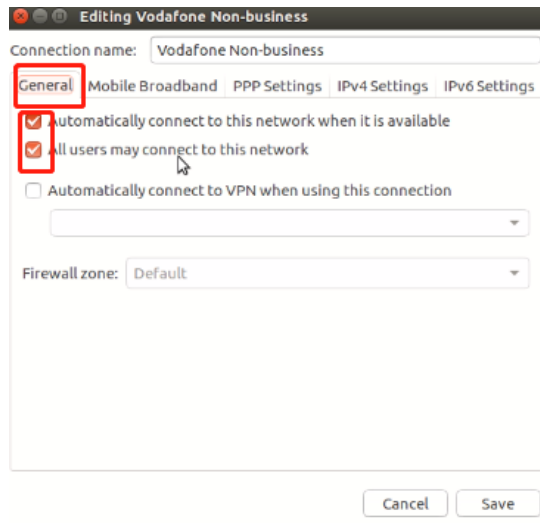 Editing Vodafone Non-business
Connection name: Vodafone Non-business
General Mobile Broadband PPP Settings IPv4 Settings IPv6 Settings
Automatically connect to this network when it is available
All users may connect to this network
Automatically connect to VPN when using this connection
Firewall zone: Default
Cancel Save